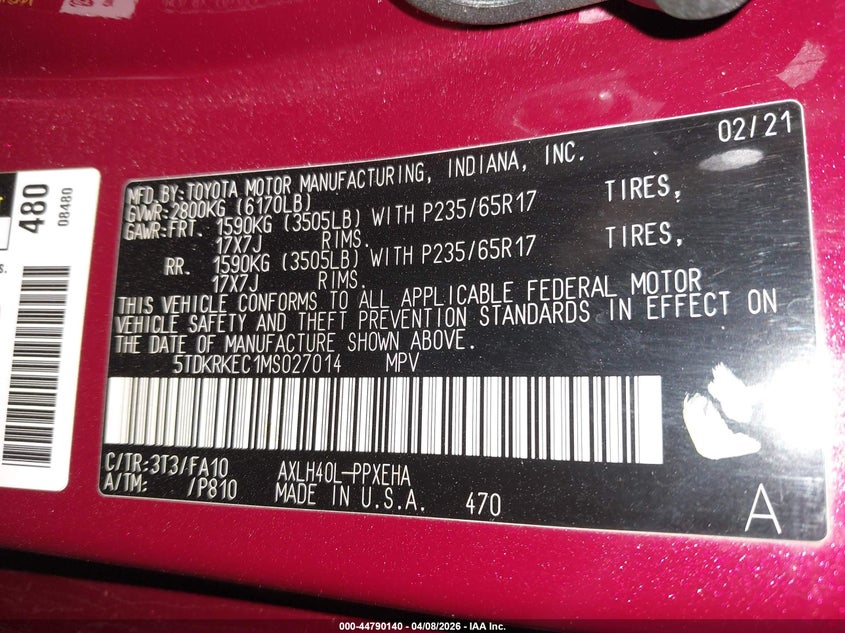 02/21
MFD.BY:TOYOTA MOTOR MANUFACTURING, INDIANA, INC.
GVWR:2800KG (6170LB)
GAWR:FRT. 1590KG (3505LB) WITH P235/65R17 TIRES,
17X7J RIMS.
RR. 1590KG (3505LB) WITH P235/65R17 TIRES,
17X7J RIMS.
THIS VEHICLE CONFORMS TO ALL APPLICABLE FEDERAL MOTOR
VEHICLE SAFETY AND THEFT PREVENTION STANDARDS IN EFFECT ON
THE DATE OF MANUFACTURE SHOWN ABOVE.
5TDKRKEC1MS027014 MPV
C/TR:3T3/FA10 AXLH40L-PPXEHA
A/TM: /P810 MADE IN U.S.A. 470
A
480
08480
000-44790140 - 04/08/2026 - IAA Inc.